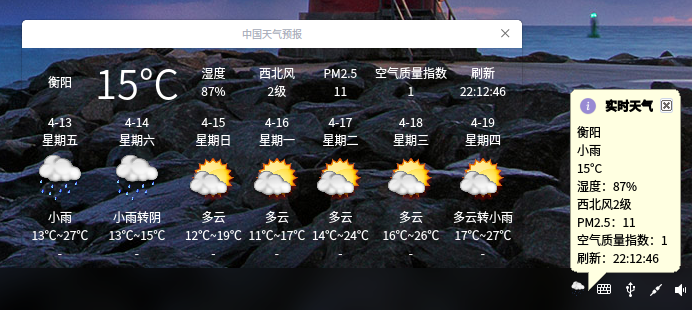 中国天气预报
衡阳 15°C 湿度 西北风 PM2.5 空气质量指数 刷新
87% 2级 11 1 22:12:46
4-13 4-14 4-15 4-16 4-17 4-18 4-19
星期五 星期六 星期日 星期一 星期二 星期三 星期四
小雨 小雨转阴 多云 多云 多云 多云 多云转小雨
13°C~27°C 13°C~15°C 12°C~19°C 11°C~17°C 14°C~24°C 16°C~26°C 17°C~27°C
- - - - - - -
实时天气
衡阳
小雨
15°C
湿度：87%
西北风2级
PM2.5：11
空气质量指数：1
刷新：22:12:46